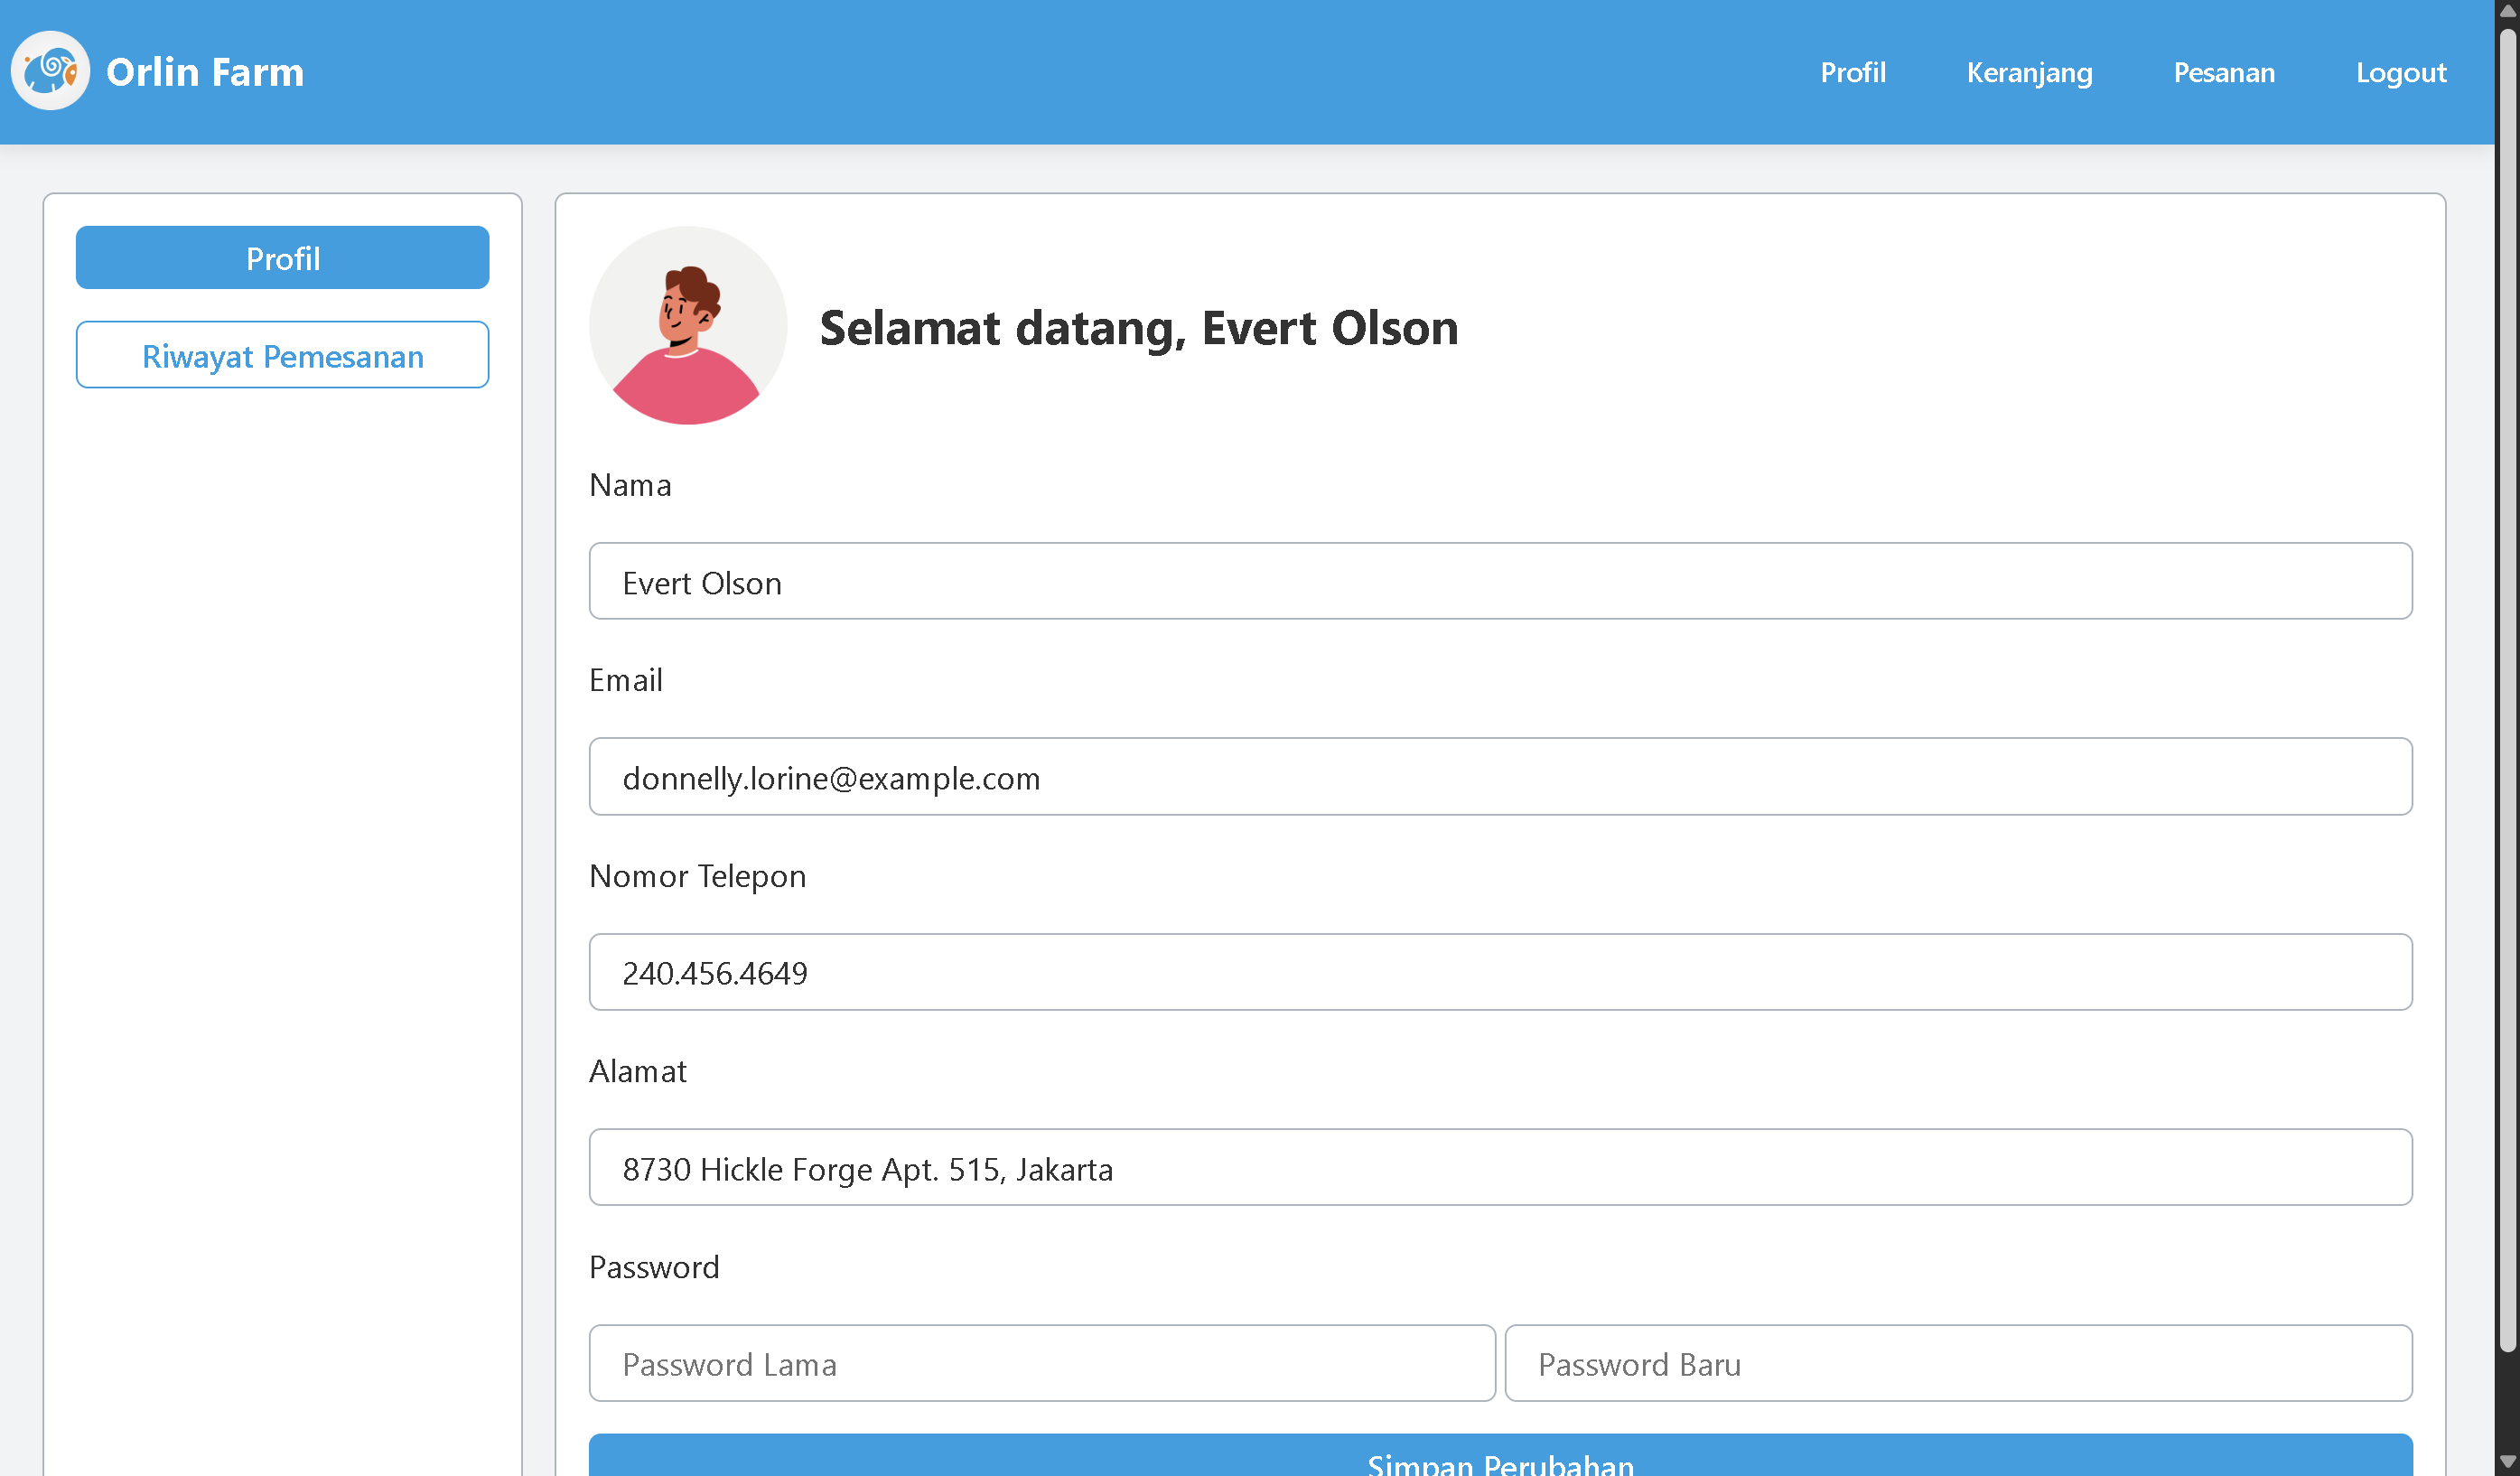 Orlin Farm
Profil
Keranjang
Pesanan
Logout
Profil
Riwayat Pemesanan
Selamat datang, Evert Olson
Nama
Evert Olson
Email
donnelly.lorine@example.com
Nomor Telepon
240.456.4649
Alamat
8730 Hickle Forge Apt. 515, Jakarta
Password
Password Lama
Password Baru
Simpan Perubahan